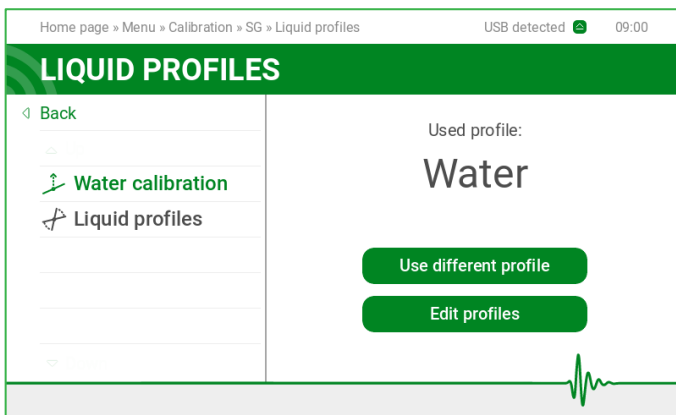 Home page » Menu » Calibration » SG » Liquid profiles USB detected 09:00
LIQUID PROFILES
Back
Water calibration
Liquid profiles
Used profile:
Water
Use different profile
Edit profiles